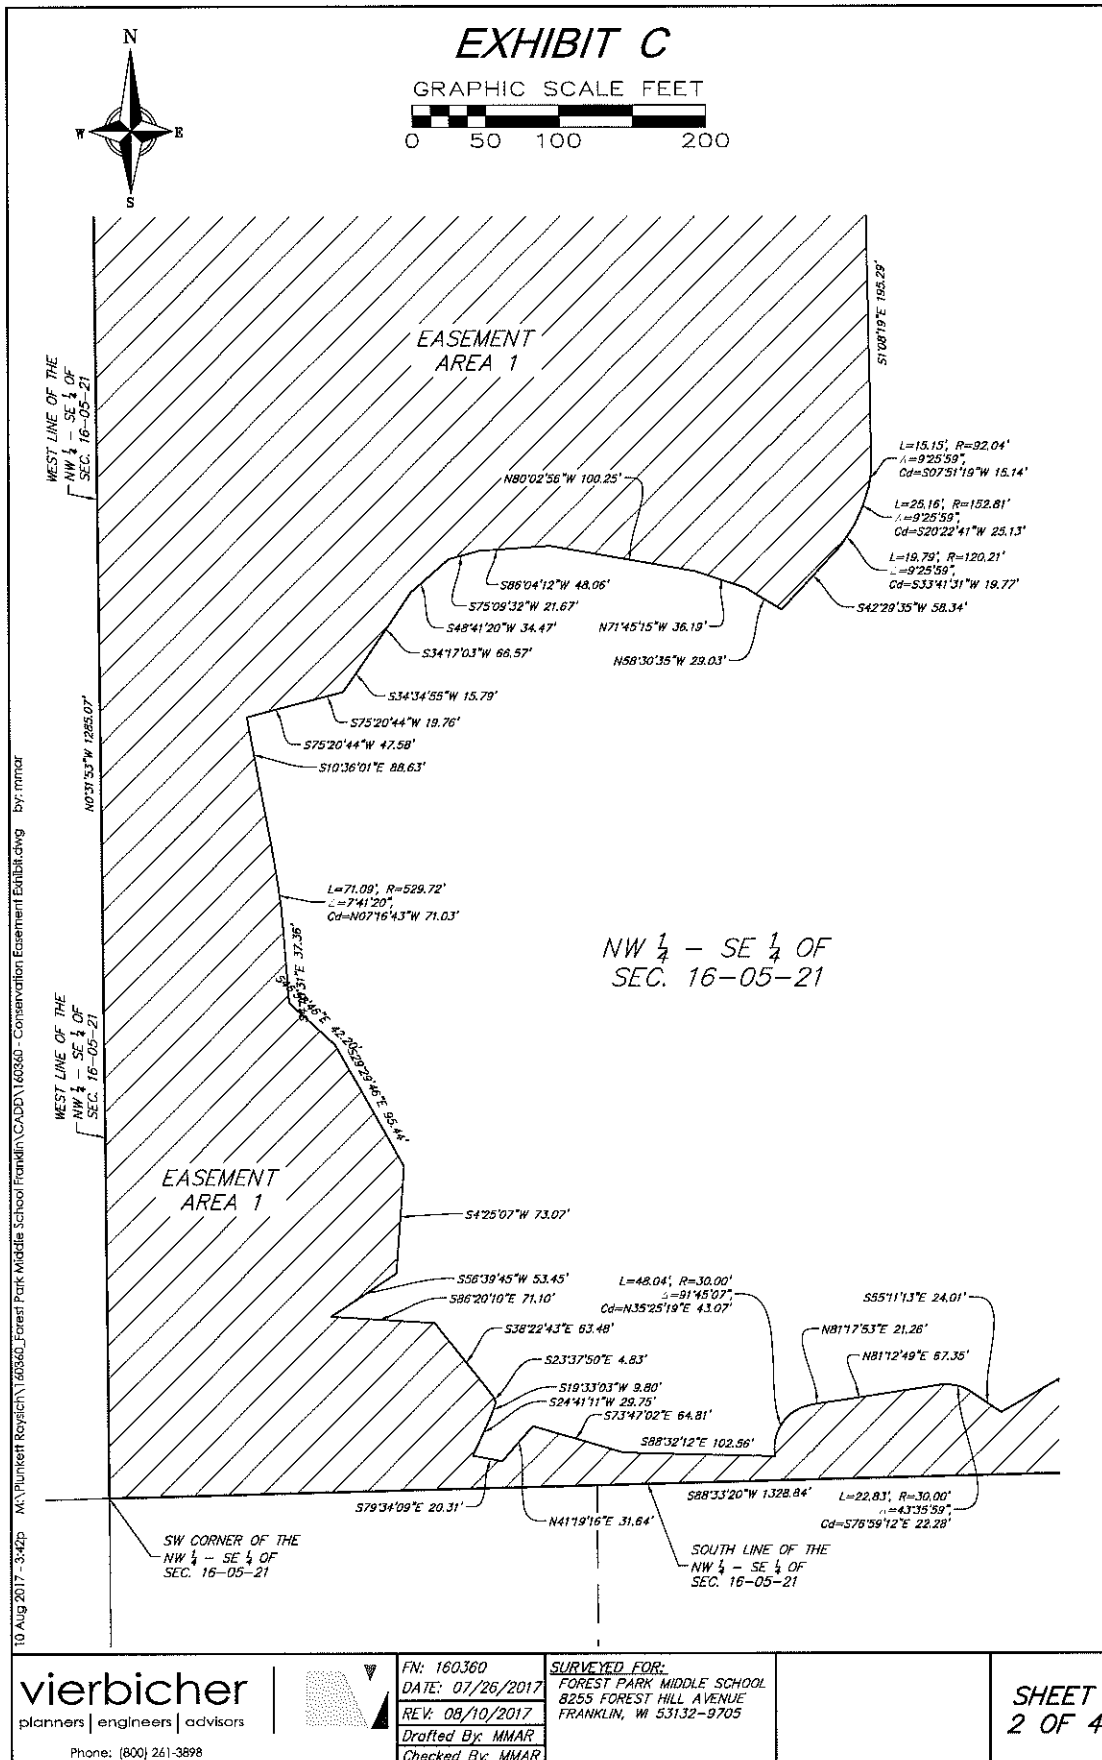 EXHIBIT C
GRAPHIC SCALE FEET
0 50 100 200
N
W E
S
EASEMENT
AREA 1
S1°08'19"E 195.29'
WEST LINE OF THE
NW 1/4 - SE 1/4 OF
SEC. 16-05-21
L=15.15', R=92.04'
Δ=9°25'59",
Cd=S07°51'19"W 15.14'
N80°02'56"W 100.25'
L=25.16', R=152.81'
Δ=9°25'59",
Cd=S20°22'41"W 25.13'
L=19.79', R=120.21'
Δ=9°25'59",
Cd=S33°41'31"W 19.77'
S42°29'35"W 58.34'
S86°04'12"W 48.06'
S75°09'32"W 21.67'
S48°41'20"W 34.47'
N71°45'15"W 36.19'
S34°17'03"W 66.57'
N58°30'35"W 29.03'
S34°34'55"W 15.79'
S75°20'44"W 19.76'
S75°20'44"W 47.58'
S10°36'01"E 88.63'
N0°31'53"W 1285.07'
L=71.09', R=529.72'
Δ=7°41'20",
Cd=N07°16'43"W 71.03'
NW 1/4 - SE 1/4 OF
SEC. 16-05-21
31"E 37.36'
46"E 42.20'
S29°29'46"E 95.44'
WEST LINE OF THE
NW 1/4 - SE 1/4 OF
SEC. 16-05-21
EASEMENT
AREA 1
S4°25'07"W 73.07'
S56°39'45"W 53.45'
S86°20'10"E 71.10'
L=48.04', R=30.00'
Δ=91°45'07",
Cd=N35°25'19"E 43.07'
S55°11'13"E 24.01'
S38°22'43"E 63.48'
N81°17'53"E 21.26'
N81°12'49"E 67.35'
S23°37'50"E 4.83'
S19°33'03"W 9.80'
S24°41'11"W 29.75'
S73°47'02"E 64.81'
S88°32'12"E 102.56'
S79°34'09"E 20.31'
N41°19'16"E 31.64'
S88°33'20"W 1328.84'
L=22.83', R=30.00'
Δ=43°35'59",
Cd=S76°59'12"E 22.28'
SW CORNER OF THE
NW 1/4 - SE 1/4 OF
SEC. 16-05-21
SOUTH LINE OF THE
NW 1/4 - SE 1/4 OF
SEC. 16-05-21
10 Aug 2017 - 3:42p M:\Plunkett Raysich\160360_Forest Park Middle School Franklin\CADD\160360 - Conservation Easement Exhibit.dwg by: mmar
vierbicher
planners | engineers | advisors
Phone: (800) 261-3898
FN: 160360
DATE: 07/26/2017
REV: 08/10/2017
Drafted By: MMAR
Checked By: MMAR
SURVEYED FOR:
FOREST PARK MIDDLE SCHOOL
8255 FOREST HILL AVENUE
FRANKLIN, WI 53132-9705
SHEET
2 OF 4